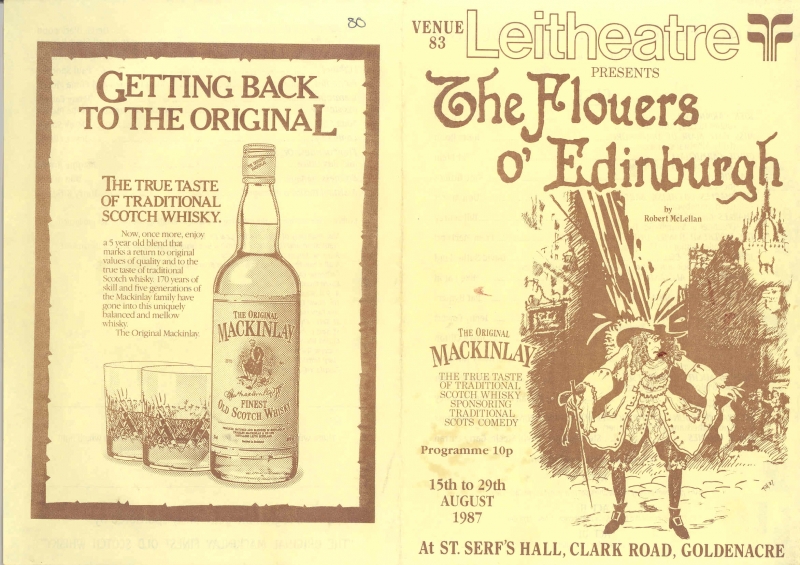 80
GETTING BACK
TO THE ORIGINAL
THE TRUE TASTE
OF TRADITIONAL
SCOTCH WHISKY.
Now, once more, enjoy
a 5 year old blend that
marks a return to original
values of quality and to the
true taste of traditional
Scotch whisky. 170 years of
skill and five generations of
the Mackinlay family have
gone into this uniquely
balanced and mellow
whisky.
The Original Mackinlay.
THE ORIGINAL
MACKINLAY
FINEST
OLD SCOTCH WHISKY
VENUE
83
Leitheatre
PRESENTS
The Flouers
o' Edinburgh
by
Robert McLellan
THE ORIGINAL
MACKINLAY
THE TRUE TASTE
OF TRADITIONAL
SCOTCH WHISKY
SPONSORING
TRADITIONAL
SCOTS COMEDY
Programme 10p
15th to 29th
AUGUST
1987
At ST. SERF'S HALL, CLARK ROAD, GOLDENACRE